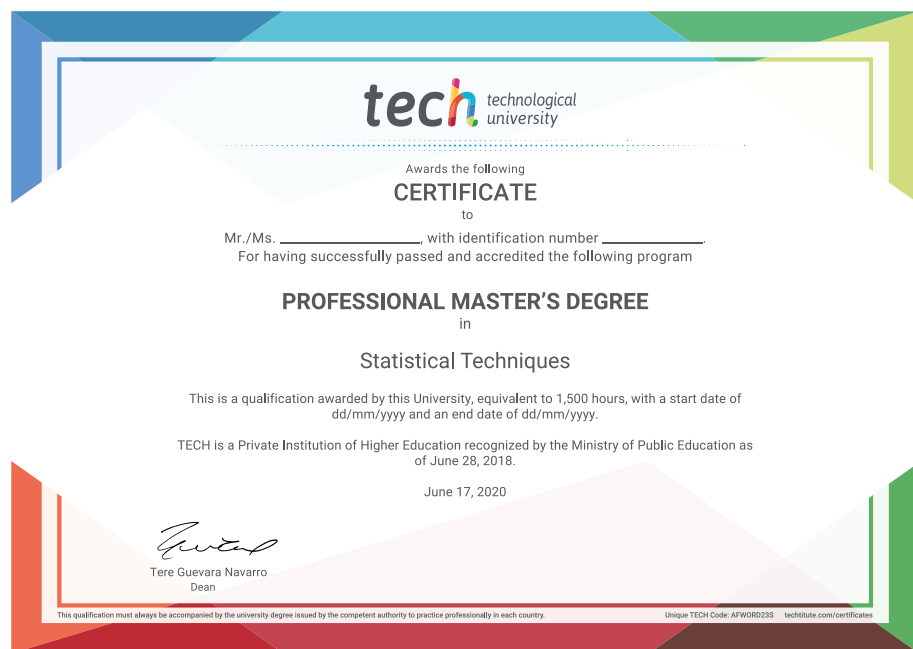 tech technological
university
Awards the following
CERTIFICATE
to
Mr./Ms. ____________________, with identification number ______________.
For having successfully passed and accredited the following program
PROFESSIONAL MASTER'S DEGREE
in
Statistical Techniques
This is a qualification awarded by this University, equivalent to 1,500 hours, with a start date of
dd/mm/yyyy and an end date of dd/mm/yyyy.
TECH is a Private Institution of Higher Education recognized by the Ministry of Public Education as
of June 28, 2018.
June 17, 2020
Tere Guevara Navarro
Dean
This qualification must always be accompanied by the university degree issued by the competent authority to practice professionally in each country.
Unique TECH Code: AFWORD23S techtitute.com/certificates